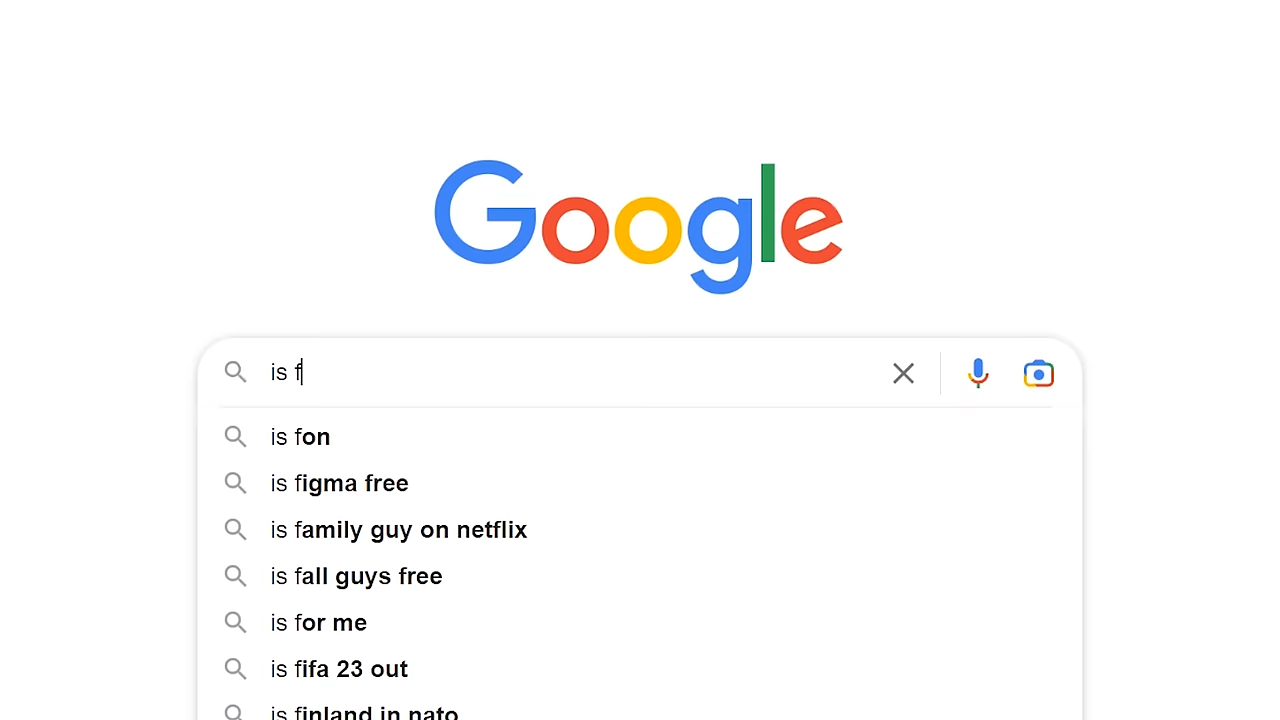 Google
is f
is fon
is figma free
is family guy on netflix
is fall guys free
is for me
is fifa 23 out
is finland in nato